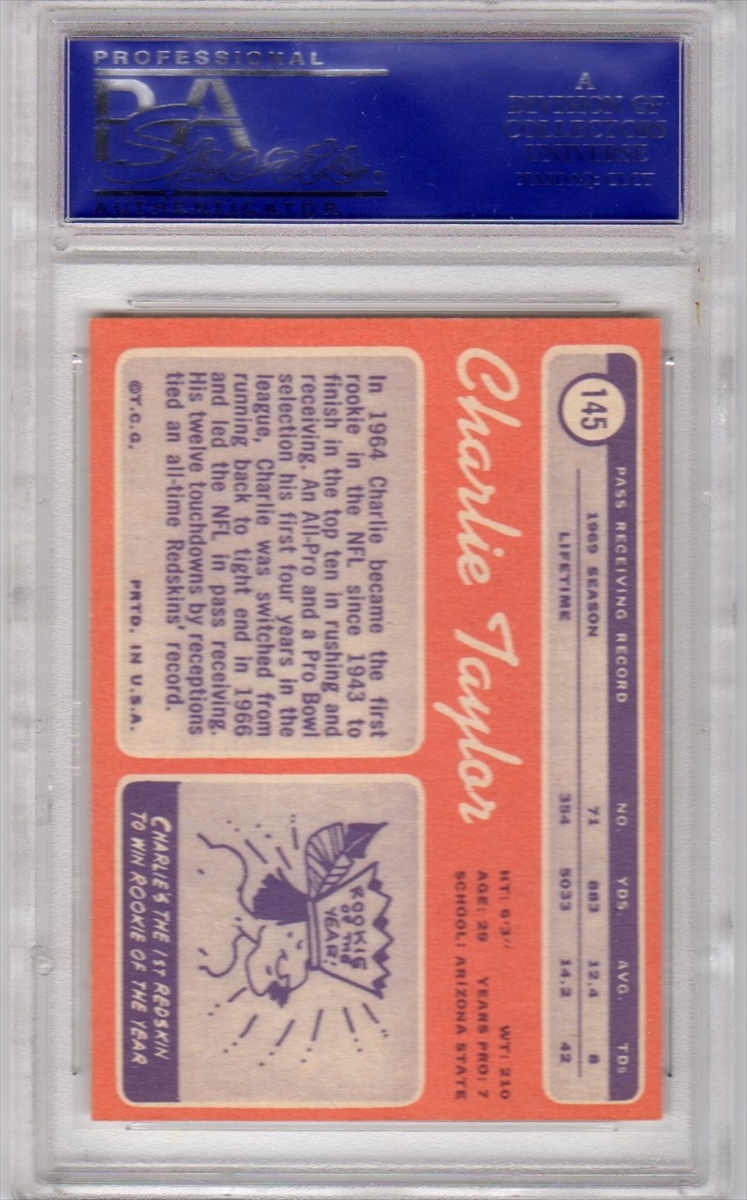 PROFESSIONAL
PSA
Sports
AUTHENTICATOR
A
DIVISION OF
COLLECTORS
UNIVERSE
NASDAQ: CLCT
145
PASS RECEIVING RECORD NO. YDS. AVG. TDs
1969 SEASON 71 883 12.4 8
LIFETIME 354 5033 14.2 42
Charlie Taylor
HT: 6'3" WT: 210
AGE: 29 YEARS PRO: 7
SCHOOL: ARIZONA STATE
In 1964 Charlie became the first
rookie in the NFL since 1943 to
finish in the top ten in rushing and
receiving. An All-Pro and a Pro Bowl
selection his first four years in the
league, Charlie was switched from
running back to tight end in 1966
and led the NFL in pass receiving.
His twelve touchdowns by receptions
tied an all-time Redskins' record.
©T.C.G. PRTD. IN U.S.A.
ROOKIE
OF THE
YEAR!
CHARLIE'S THE 1ST REDSKIN
TO WIN ROOKIE OF THE YEAR.